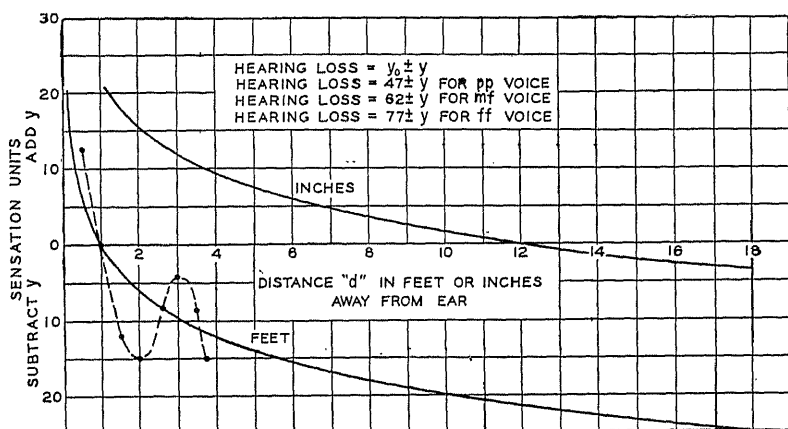 30
HEARING LOSS = y₀ ± y
HEARING LOSS = 47 ± y FOR pp VOICE
HEARING LOSS = 62 ± y FOR mf VOICE
HEARING LOSS = 77 ± y FOR ff VOICE
20
10
0
10
20
SENSATION UNITS
ADD y
SUBTRACT y
INCHES
2 4 6 8 10 12 14 16 18
DISTANCE "d" IN FEET OR INCHES
AWAY FROM EAR
FEET